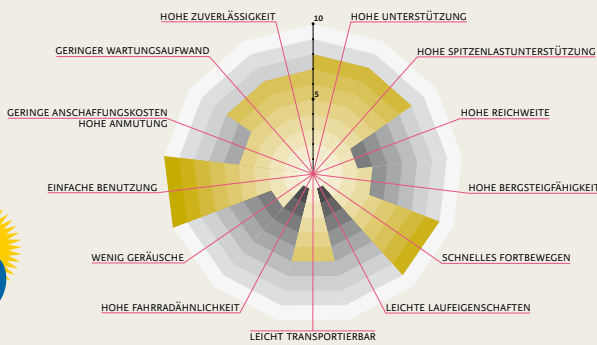 HOHE ZUVERLÄSSIGKEIT
10
HOHE UNTERSTÜTZUNG
GERINGER WARTUNGSAUFWAND
HOHE SPITZENLASTUNTERSTÜTZUNG
5
GERINGE ANSCHAFFUNGSKOSTEN
HOHE ANMUTUNG
HOHE REICHWEITE
EINFACHE BENUTZUNG
HOHE BERGSTEIGFÄHIGKEIT
WENIG GERÄUSCHE
SCHNELLES FORTBEWEGEN
HOHE FAHRRADÄHNLICHKEIT
LEICHTE LAUFEIGENSCHAFTEN
LEICHT TRANSPORTIERBAR